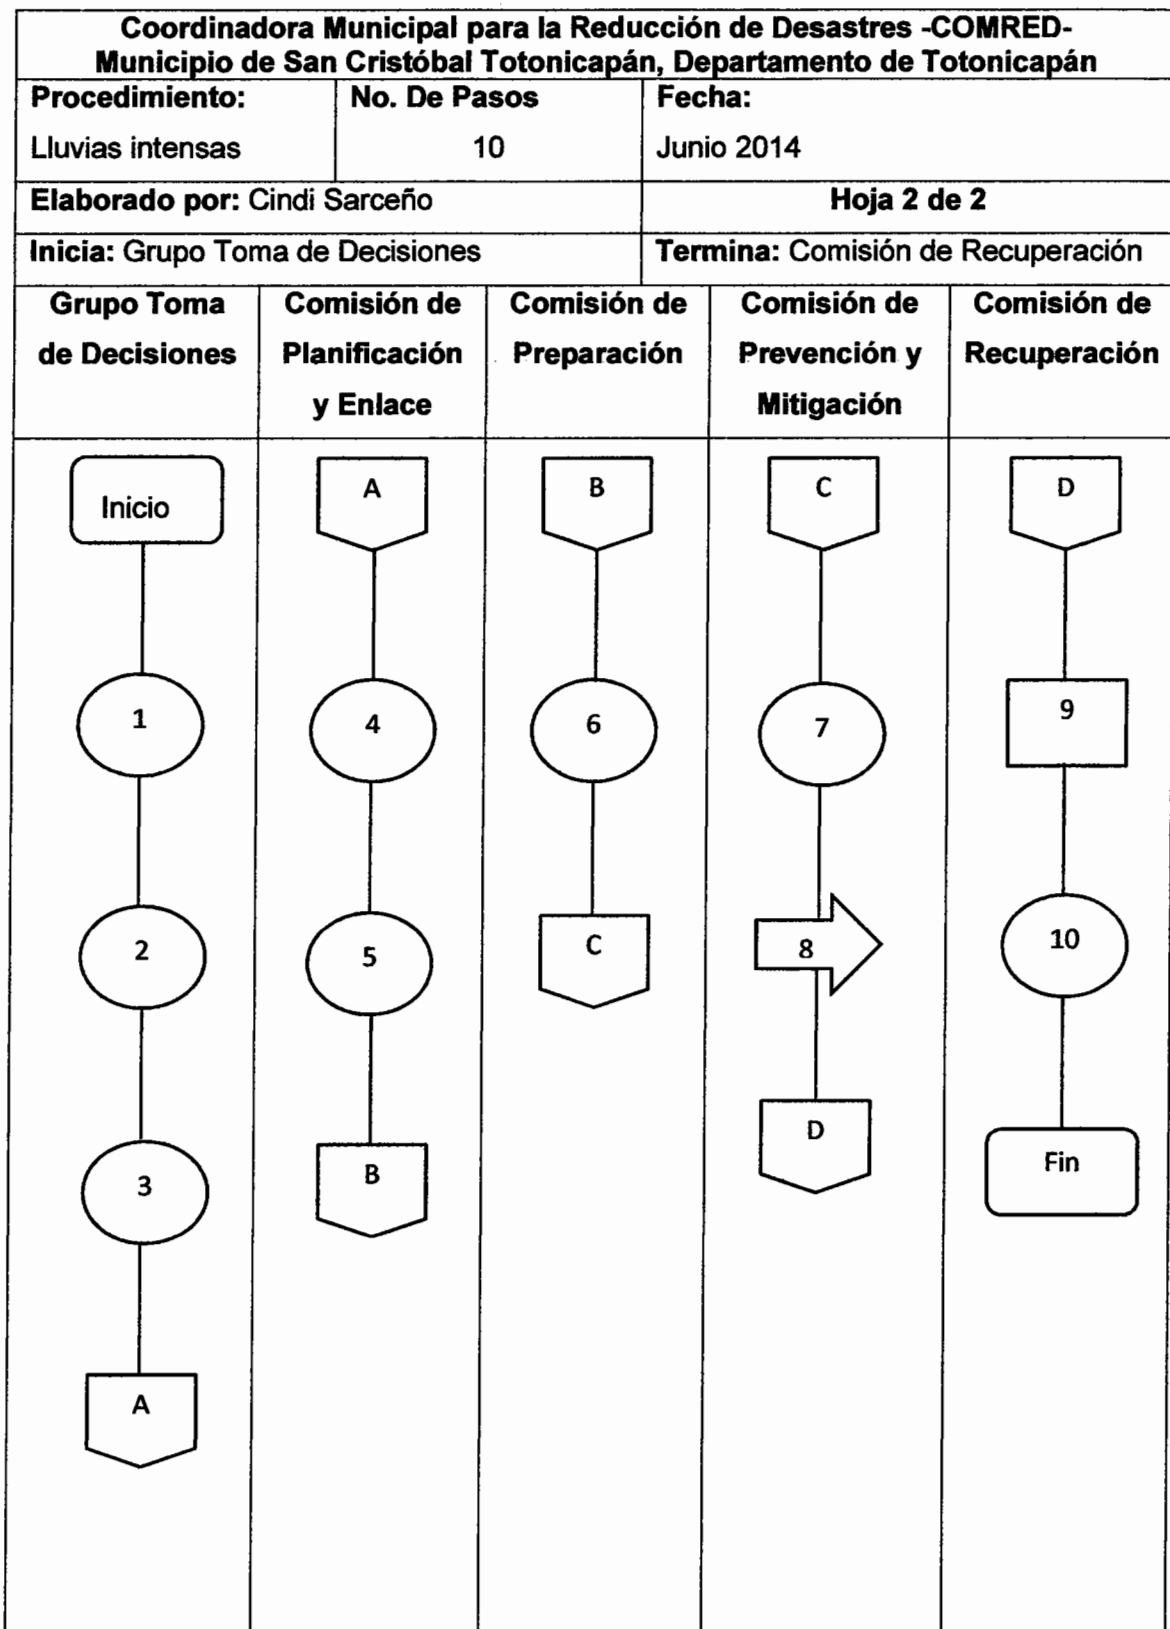 Coordinadora Municipal para la Reducción de Desastres -COMRED-
Municipio de San Cristóbal Totonicapán, Departamento de Totonicapán
Procedimiento:
Lluvias intensas
No. De Pasos
10
Fecha:
Junio 2014
Elaborado por: Cindi Sarceño
Hoja 2 de 2
Inicia: Grupo Toma de Decisiones
Termina: Comisión de Recuperación
Grupo Toma
de Decisiones
Comisión de
Planificación
y Enlace
Comisión de
Preparación
Comisión de
Prevención y
Mitigación
Comisión de
Recuperación
Inicio
1
2
3
A
A
4
5
B
B
6
C
C
7
8
D
D
9
10
Fin